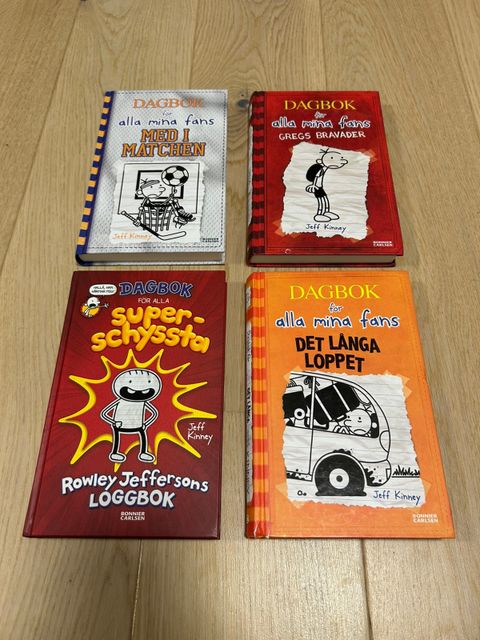 DAGBOK
för
alla mina fans
MED I
MATCHEN
Jeff Kinney
BONNIER
CARLSEN
DAGBOK
för
alla mina fans
GREGS BRAVADER
Jeff Kinney
BONNIER
CARLSEN
DAGBOK
FÖR ALLA
super-
schyssta
Jeff
Kinney
Rowley Jeffersons
LOGGBOK
BONNIER
CARLSEN
DAGBOK
för
alla mina fans
DET LÅNGA
LOPPET
Jeff Kinney
BONNIER
CARLSEN